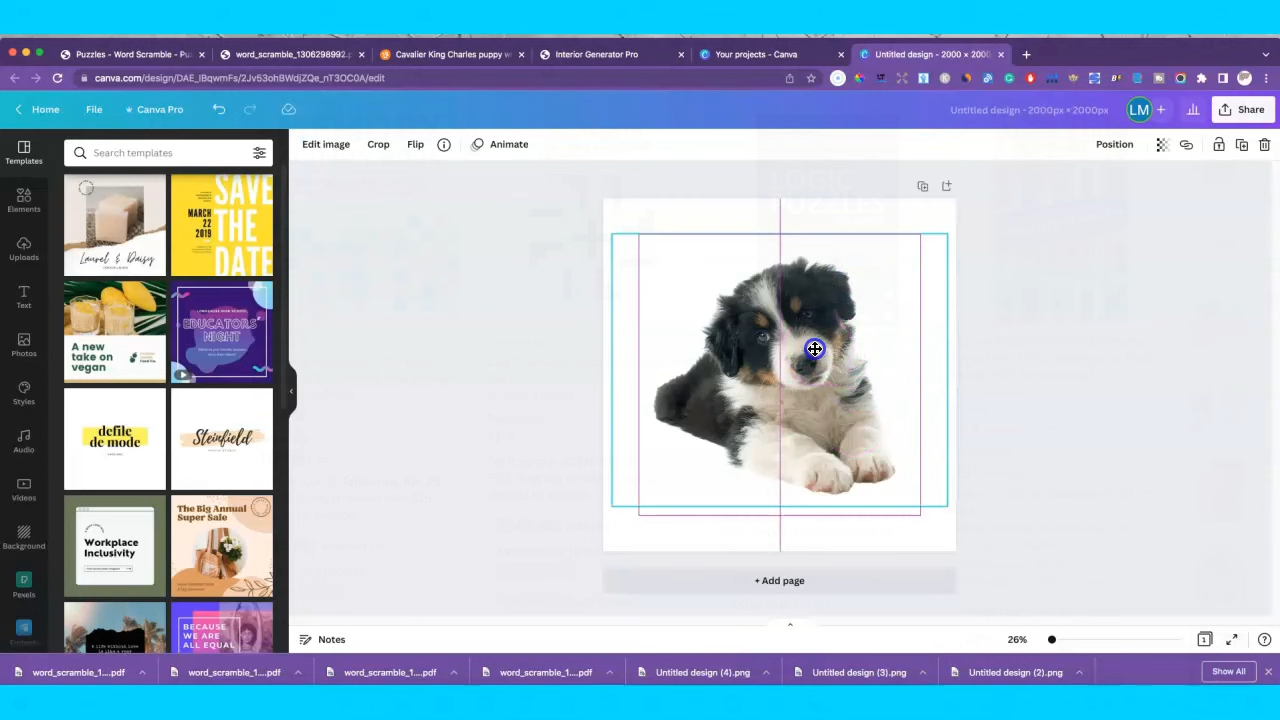 Puzzles - Word Scramble - Pu
word_scramble_1306298992.p
Cavalier King Charles puppy w
Interior Generator Pro
Your projects - Canva
Untitled design - 2000 × 2000
canva.com/design/DAE_IBqwmFs/2Jv53ohBWdjZQe_nT3OC0A/edit
Home
File
Canva Pro
Untitled design - 2000px × 2000px
LM
Share
Templates
Search templates
Edit image
Crop
Flip
Animate
Position
Elements
Uploads
Text
Photos
Styles
Audio
Videos
Background
Pexels
Laurel & Daisy
MARCH
22
2019
SAVE
THE
DATE
A new
take on
vegan
EDUCATORS'
NIGHT
defile
de mode
Steinfield
Workplace
Inclusivity
The Big Annual
Super Sale
BECAUSE
WE ARE
ALL EQUAL
LOGIC
PUZZLES
+ Add page
Notes
26%
1
word_scramble_1....pdf
word_scramble_1....pdf
word_scramble_1....pdf
word_scramble_1....pdf
Untitled design (4).png
Untitled design (3).png
Untitled design (2).png
Show All